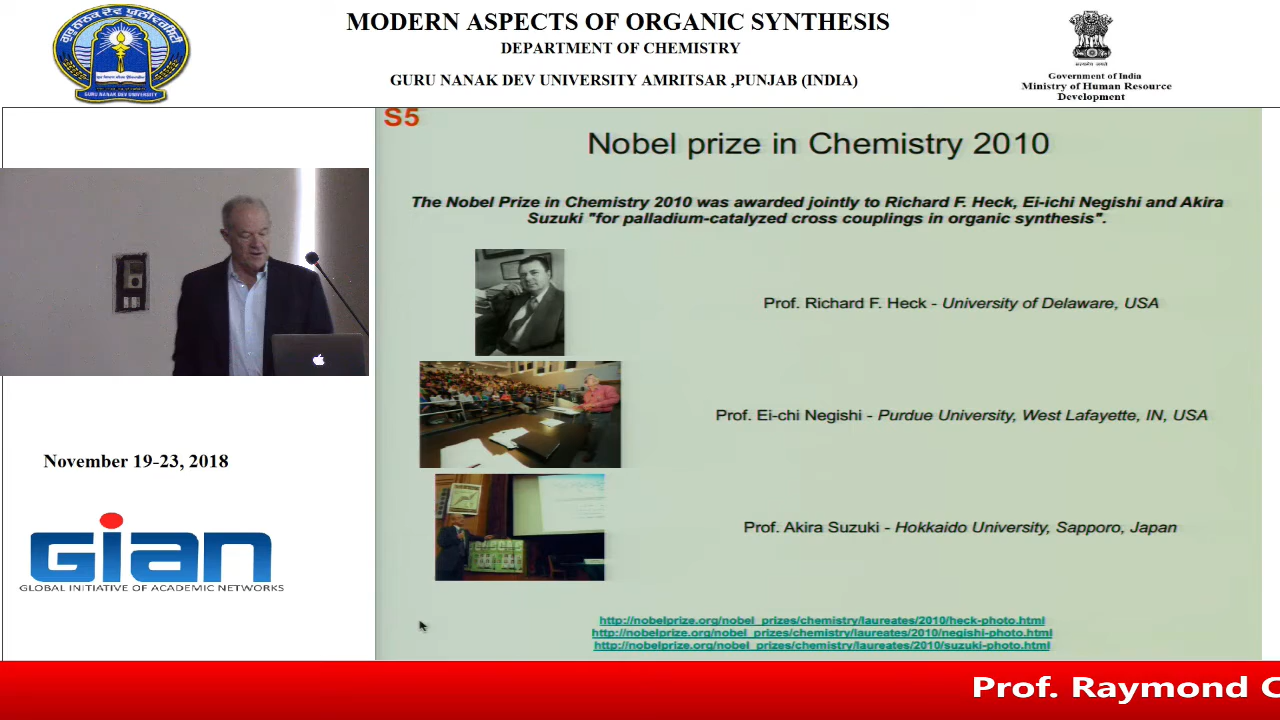 MODERN ASPECTS OF ORGANIC SYNTHESIS
DEPARTMENT OF CHEMISTRY
GURU NANAK DEV UNIVERSITY AMRITSAR ,PUNJAB (INDIA)
GURU NANAK DEV UNIVERSITY
Government of India
Ministry of Human Resource
Development
S5
Nobel prize in Chemistry 2010
The Nobel Prize in Chemistry 2010 was awarded jointly to Richard F. Heck, Ei-ichi Negishi and Akira
Suzuki "for palladium-catalyzed cross couplings in organic synthesis".
Prof. Richard F. Heck - University of Delaware, USA
Prof. Ei-chi Negishi - Purdue University, West Lafayette, IN, USA
Prof. Akira Suzuki - Hokkaido University, Sapporo, Japan
http://nobelprize.org/nobel_prizes/chemistry/laureates/2010/heck-photo.html
http://nobelprize.org/nobel_prizes/chemistry/laureates/2010/negishi-photo.html
http://nobelprize.org/nobel_prizes/chemistry/laureates/2010/suzuki-photo.html
November 19-23, 2018
GIAN
GLOBAL INITIATIVE OF ACADEMIC NETWORKS
Prof. Raymond C